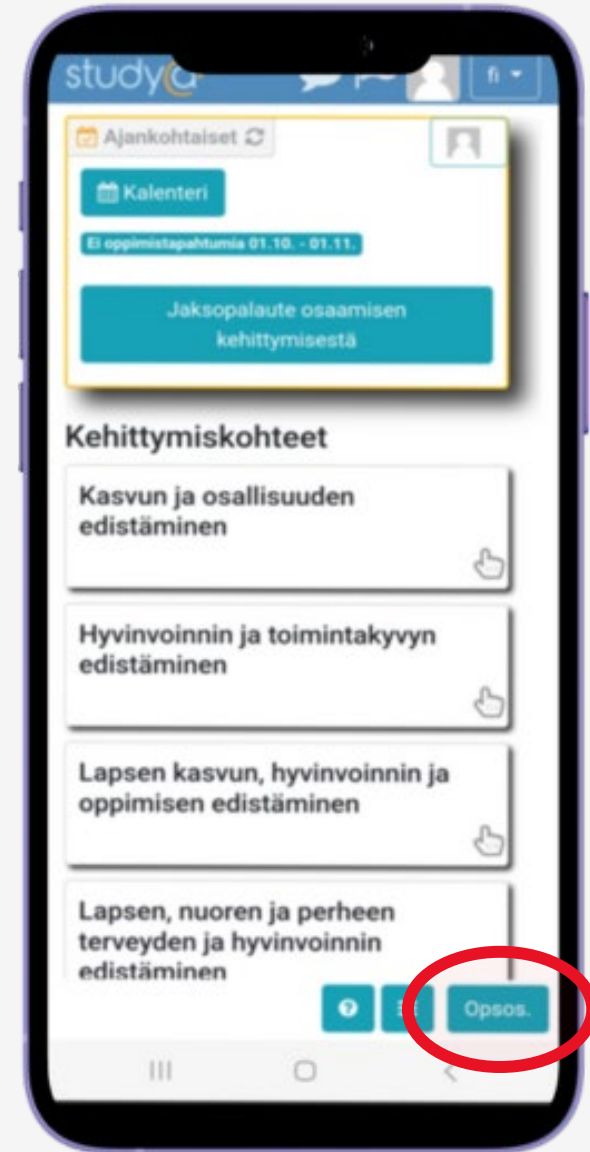 study@
fi
Ajankohtaiset
Kalenteri
Ei oppimistapahtumia 01.10. - 01.11.
Jaksopalaute osaamisen
kehittymisestä
Kehittymiskohteet
Kasvun ja osallisuuden
edistäminen
Hyvinvoinnin ja toimintakyvyn
edistäminen
Lapsen kasvun, hyvinvoinnin ja
oppimisen edistäminen
Lapsen, nuoren ja perheen
terveyden ja hyvinvoinnin
edistäminen
Opsos.